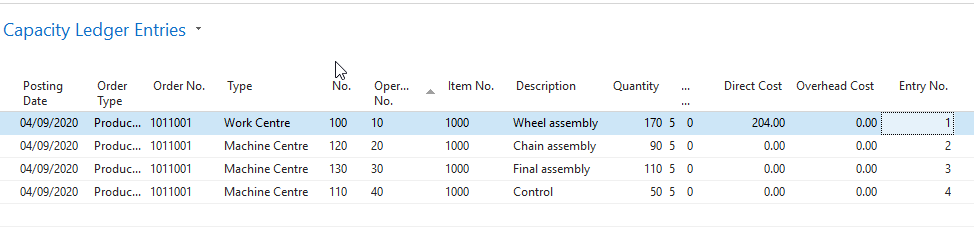 Capacity Ledger Entries
Posting Date Order Type Order No. Type No. Oper... No. Item No. Description Quantity ... ... Direct Cost Overhead Cost Entry No.
04/09/2020 Produc... 1011001 Work Centre 100 10 1000 Wheel assembly 170 5 0 204.00 0.00 1
04/09/2020 Produc... 1011001 Machine Centre 120 20 1000 Chain assembly 90 5 0 0.00 0.00 2
04/09/2020 Produc... 1011001 Machine Centre 130 30 1000 Final assembly 110 5 0 0.00 0.00 3
04/09/2020 Produc... 1011001 Machine Centre 110 40 1000 Control 50 5 0 0.00 0.00 4